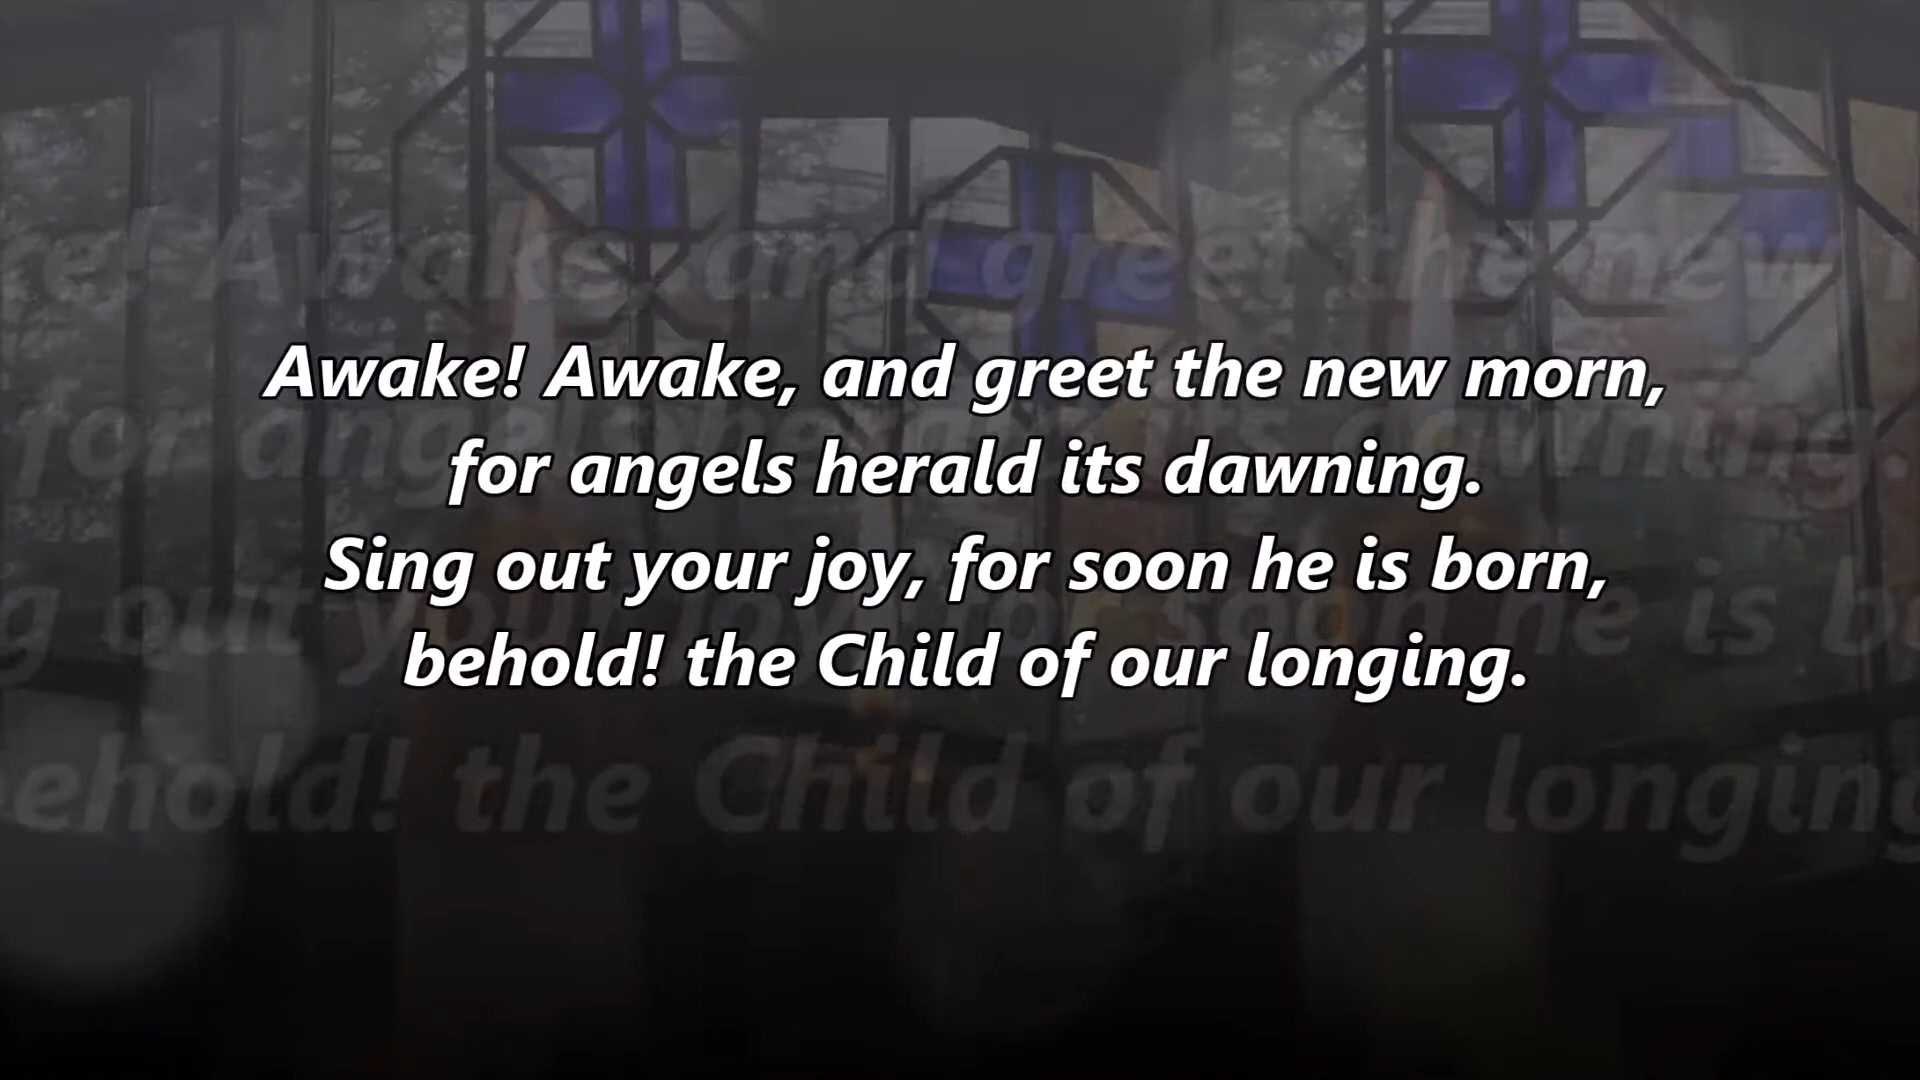 Awake! Awake, and greet the new morn,
for angels herald its dawning.
Sing out your joy, for soon he is born,
behold! the Child of our longing.